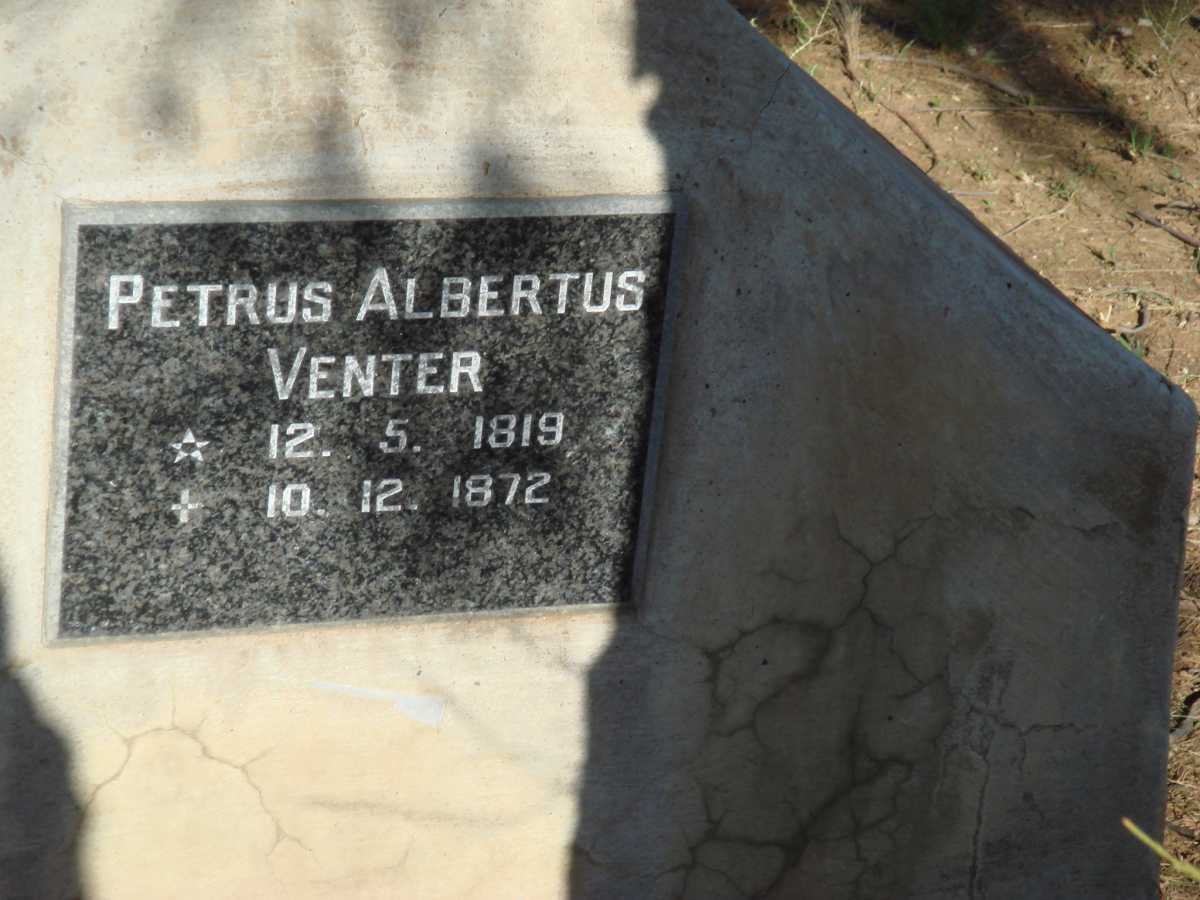 PETRUS ALBERTUS
VENTER
☆ 12. 5. 1819
+ 10. 12. 1872